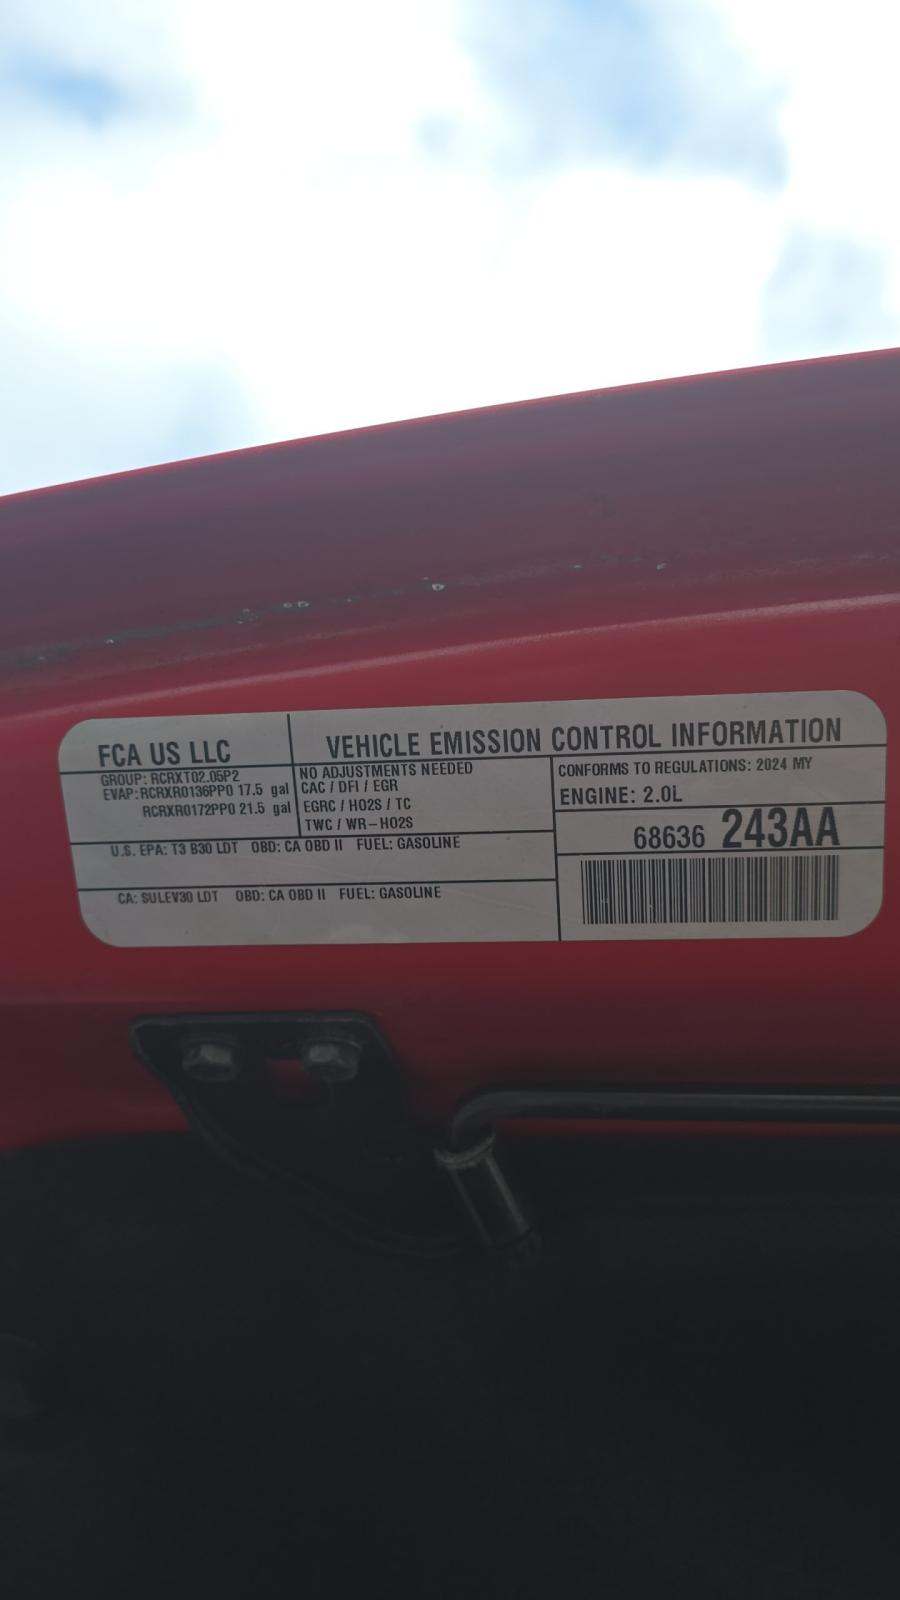 FCA US LLC
VEHICLE EMISSION CONTROL INFORMATION
GROUP: RCRXT02.05P2
EVAP:RCRXR0136PP0 17.5 gal
RCRXR0172PP0 21.5 gal
NO ADJUSTMENTS NEEDED
CAC / DFI / EGR
EGRC / HO2S / TC
TWC / WR-HO2S
CONFORMS TO REGULATIONS: 2024 MY
ENGINE: 2.0L
68636 243AA
U.S. EPA: T3 B30 LDT OBD: CA OBD II FUEL: GASOLINE
CA: SULEV30 LDT OBD: CA OBD II FUEL: GASOLINE